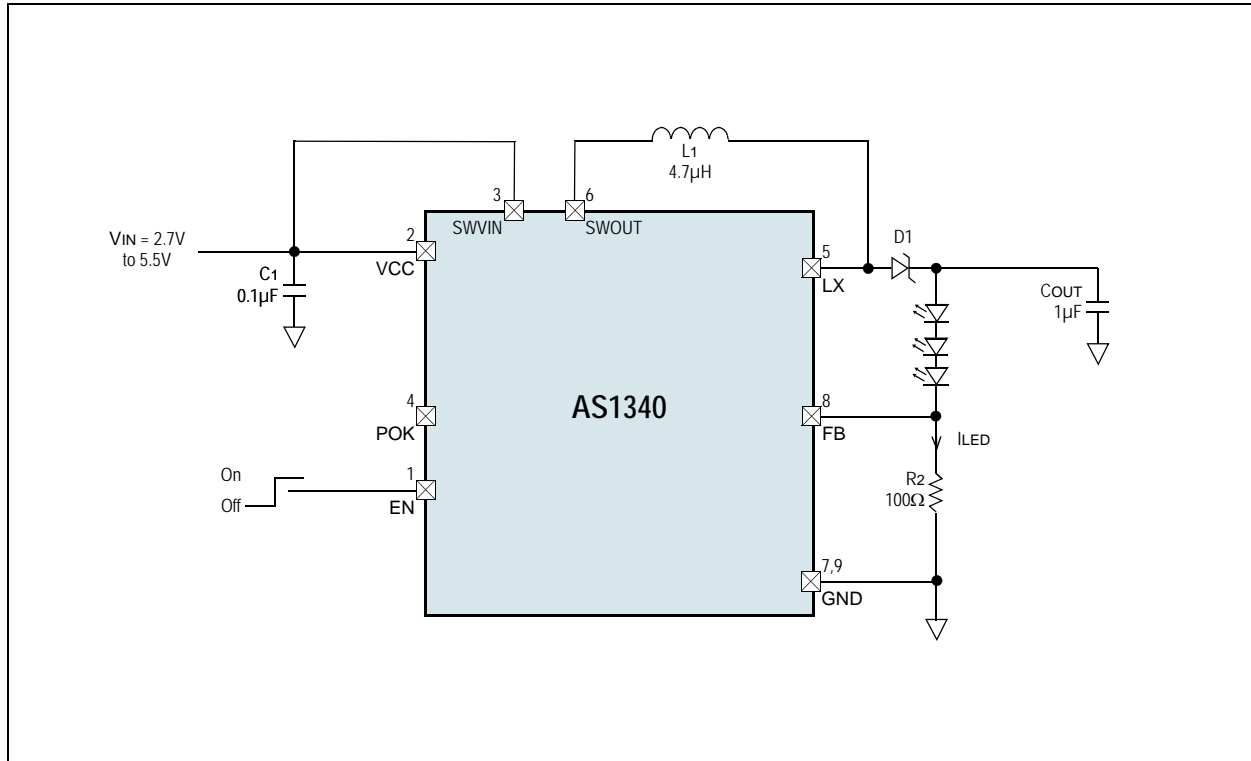 L1
4.7µH
3
6
SWVIN
SWOUT
VIN = 2.7V
to 5.5V
2
VCC
C1
0.1µF
5
LX
D1
COUT
1µF
AS1340
4
POK
8
FB
ILED
On
Off
1
EN
R2
100Ω
7,9
GND